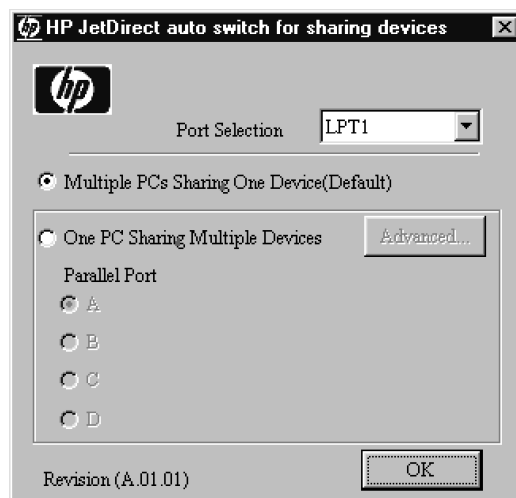 HP JetDirect auto switch for sharing devices
hp
Port Selection LPT1
Multiple PCs Sharing One Device(Default)
One PC Sharing Multiple Devices Advanced...
Parallel Port
A
B
C
D
Revision (A.01.01) OK